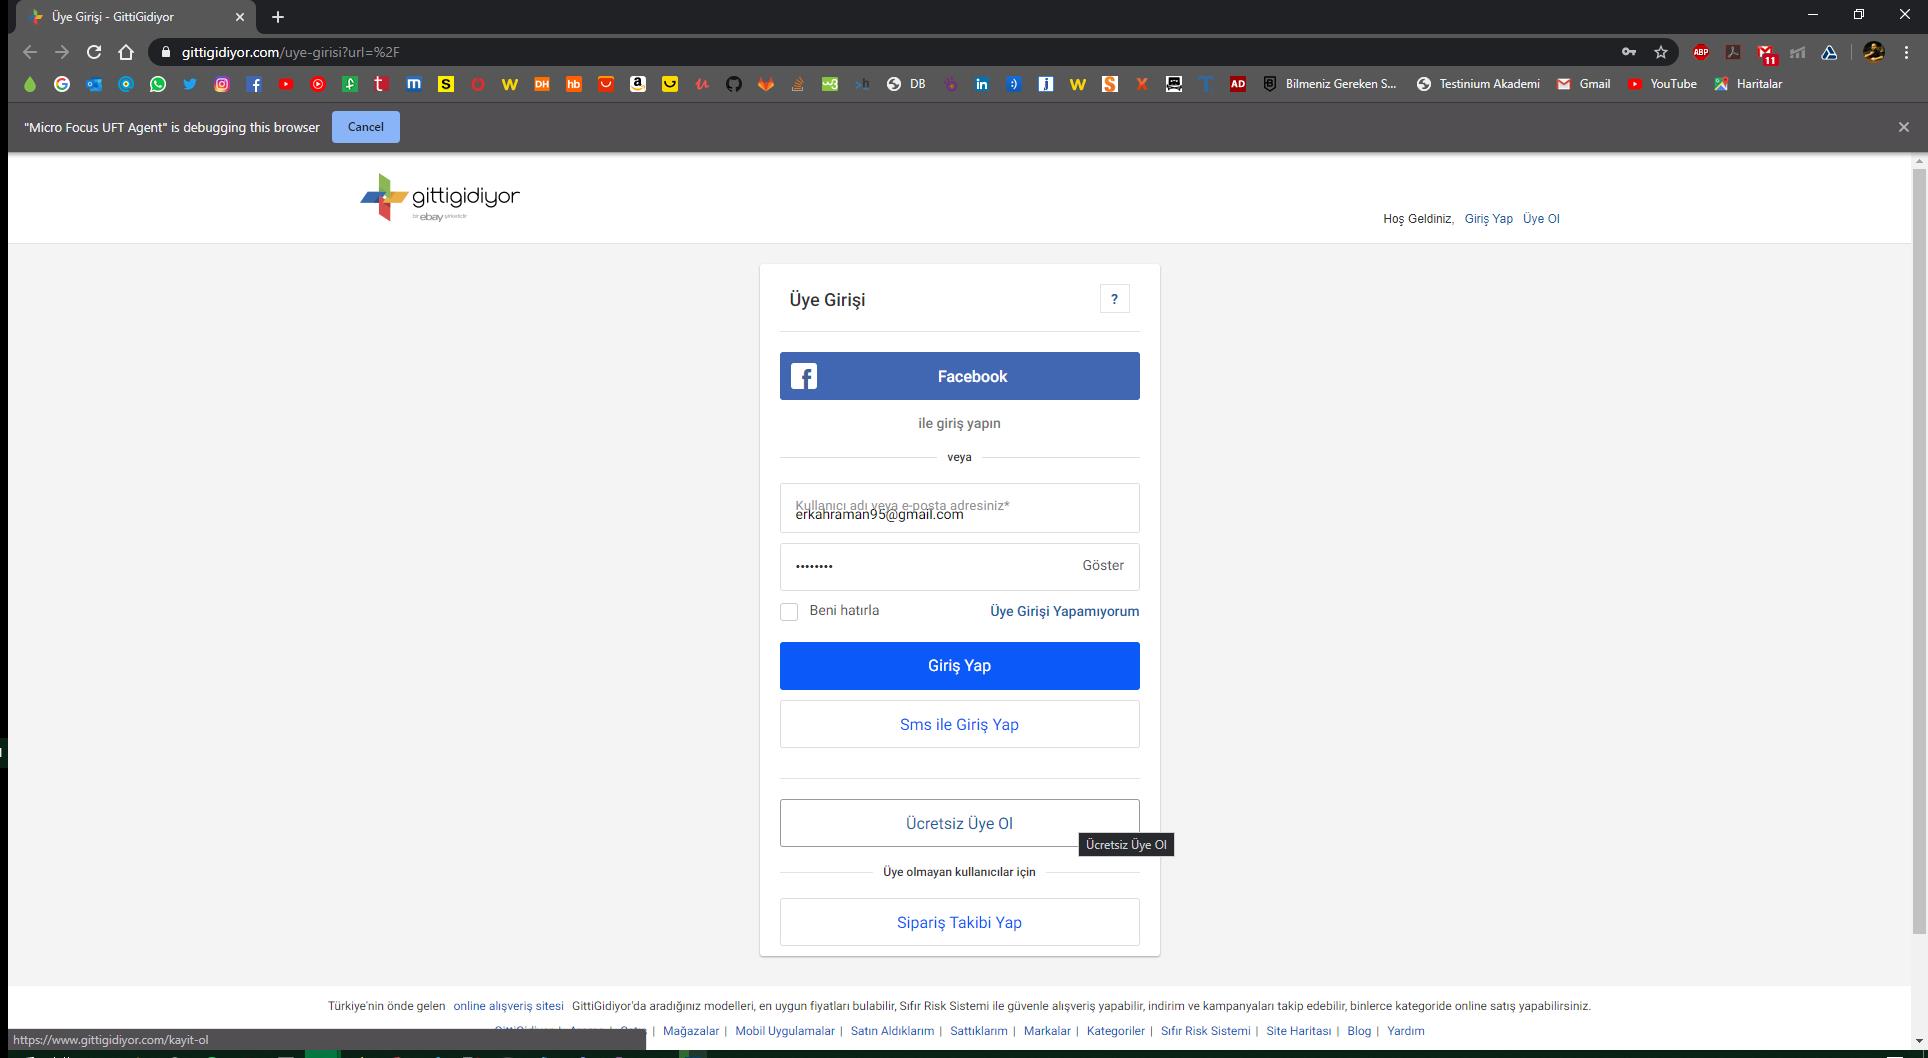 Üye Girişi - GittiGidiyor
gittigidiyor.com/uye-girisi?url=%2F
ABP
11
DB
Bilmeniz Gereken S...
Testinium Akademi
Gmail
YouTube
Haritalar
"Micro Focus UFT Agent" is debugging this browser
Cancel
gittigidiyor
bir ebay şirketidir
Hoş Geldiniz, Giriş Yap Üye Ol
Üye Girişi
?
Facebook
ile giriş yapın
veya
Kullanıcı adı veya e-posta adresiniz*
erkahraman95@gmail.com
••••••••
Göster
Beni hatırla
Üye Girişi Yapamıyorum
Giriş Yap
Sms ile Giriş Yap
Ücretsiz Üye Ol
Ücretsiz Üye Ol
Üye olmayan kullanıcılar için
Sipariş Takibi Yap
Türkiye'nin önde gelen online alışveriş sitesi GittiGidiyor'da aradığınız modelleri, en uygun fiyatları bulabilir, Sıfır Risk Sistemi ile güvenle alışveriş yapabilir, indirim ve kampanyaları takip edebilir, binlerce kategoride online satış yapabilirsiniz.
| Mağazalar | Mobil Uygulamalar | Satın Aldıklarım | Sattıklarım | Markalar | Kategoriler | Sıfır Risk Sistemi | Site Haritası | Blog | Yardım
https://www.gittigidiyor.com/kayit-ol